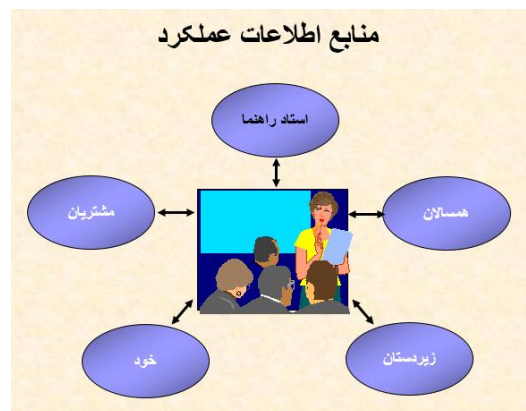 منابع اطلاعات عملکرد
استاد راهنما
همسالان
مشتریان
زیردستان
خود